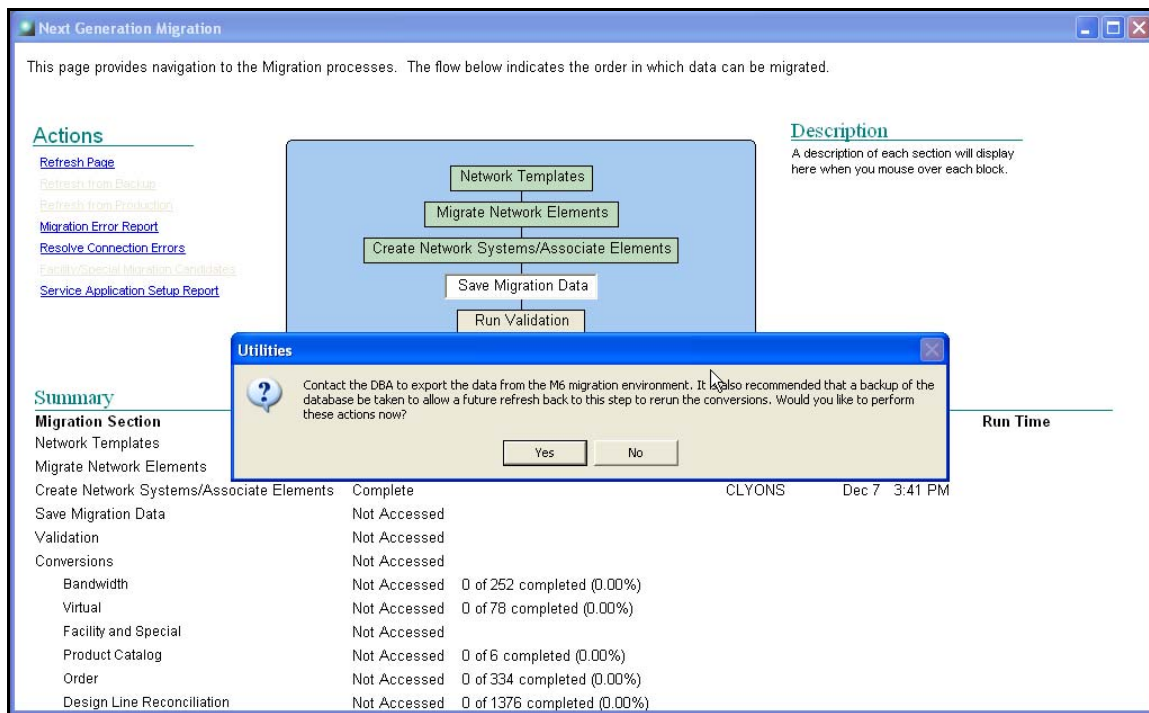 Next Generation Migration
This page provides navigation to the Migration processes. The flow below indicates the order in which data can be migrated.
Actions
Refresh Page
Refresh from Backup
Refresh from Production
Migration Error Report
Resolve Connection Errors
Facility/Special Migration Candidates
Service Application Setup Report
Network Templates
Migrate Network Elements
Create Network Systems/Associate Elements
Save Migration Data
Run Validation
Description
A description of each section will display
here when you mouse over each block.
Utilities
Contact the DBA to export the data from the M6 migration environment. It is also recommended that a backup of the
database be taken to allow a future refresh back to this step to rerun the conversions. Would you like to perform
these actions now?
Yes No
Summary
Migration Section Run Time
Network Templates
Migrate Network Elements
Create Network Systems/Associate Elements Complete CLYONS Dec 7 3:41 PM
Save Migration Data Not Accessed
Validation Not Accessed
Conversions Not Accessed
Bandwidth Not Accessed 0 of 252 completed (0.00%)
Virtual Not Accessed 0 of 78 completed (0.00%)
Facility and Special Not Accessed
Product Catalog Not Accessed 0 of 6 completed (0.00%)
Order Not Accessed 0 of 334 completed (0.00%)
Design Line Reconciliation Not Accessed 0 of 1376 completed (0.00%)